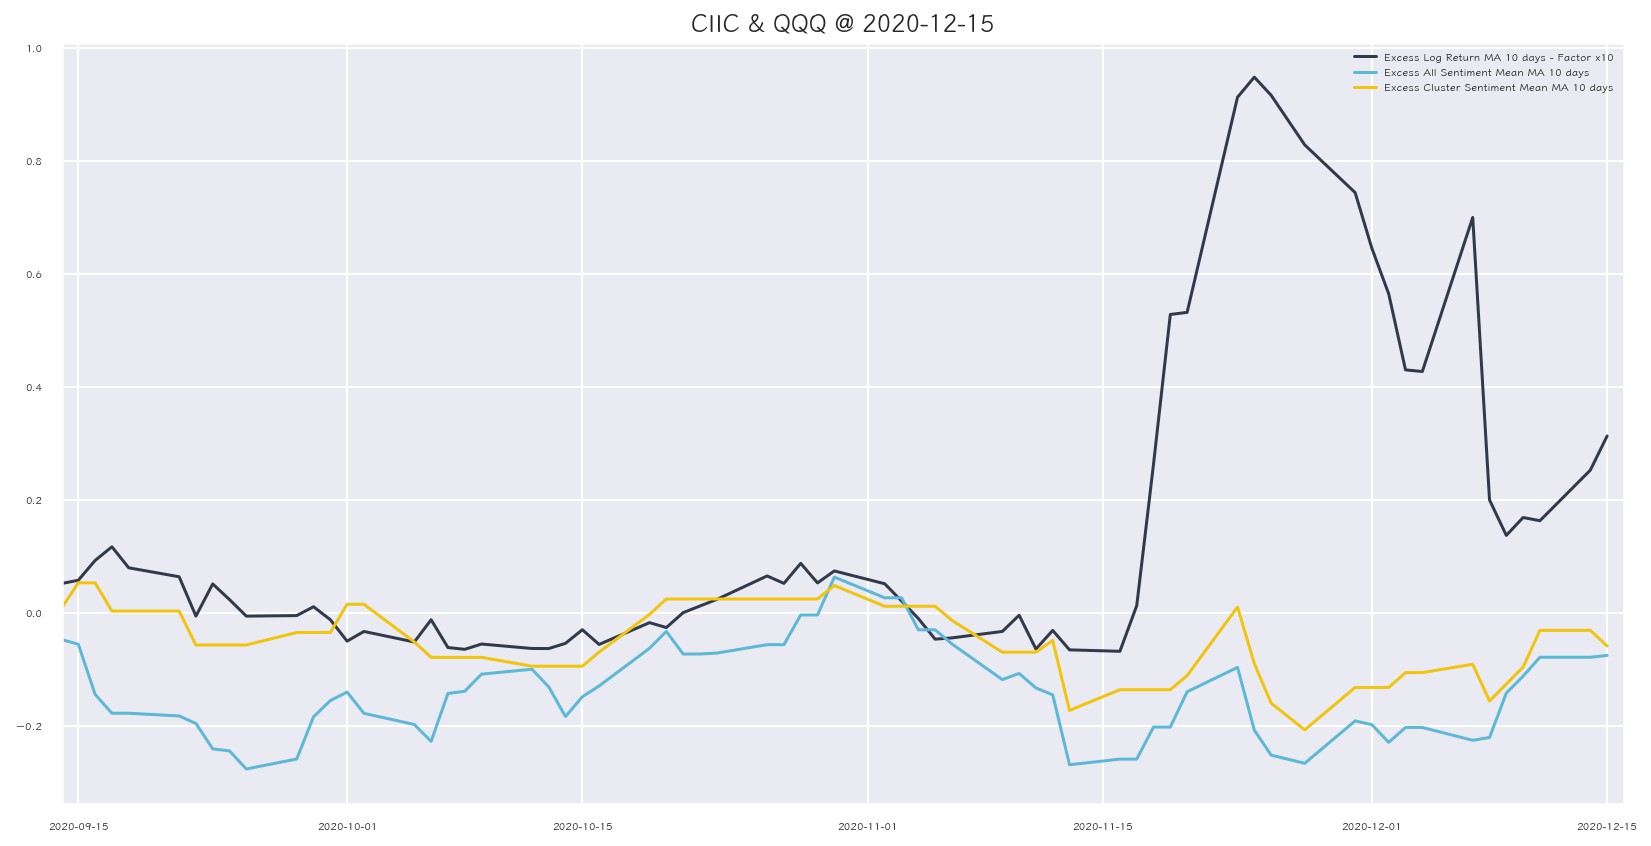 CIIC & QQQ @ 2020-12-15
1.0
0.8
0.6
0.4
0.2
0.0
−0.2
Excess Log Return MA 10 days - Factor x10
Excess All Sentiment Mean MA 10 days
Excess Cluster Sentiment Mean MA 10 days
2020-09-15 2020-10-01 2020-10-15 2020-11-01 2020-11-15 2020-12-01 2020-12-15